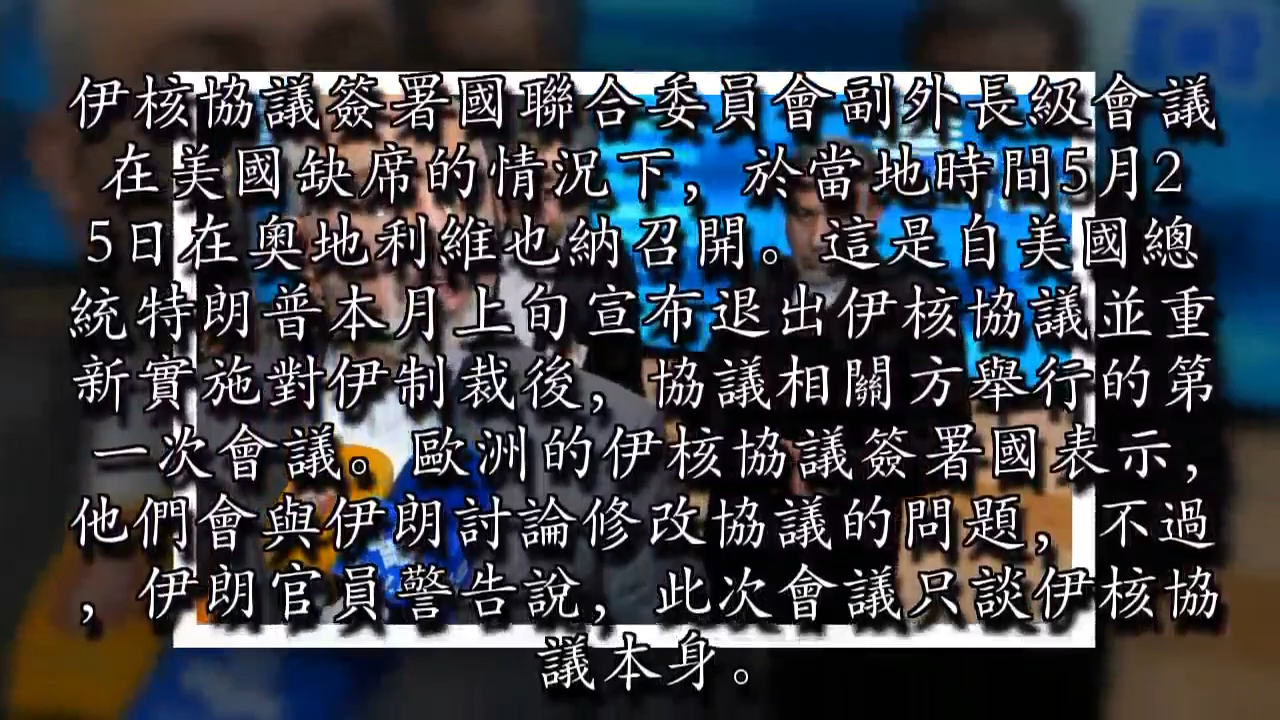 伊核協議簽署國聯合委員會副外長級會議
在美國缺席的情況下，於當地時間5月2
5日在奧地利維也納召開。這是自美國總
統特朗普本月上旬宣布退出伊核協議並重
新實施對伊制裁後，協議相關方舉行的第
一次會議。歐洲的伊核協議簽署國表示，
他們會與伊朗討論修改協議的問題，不過
，伊朗官員警告說，此次會議只談伊核協
議本身。